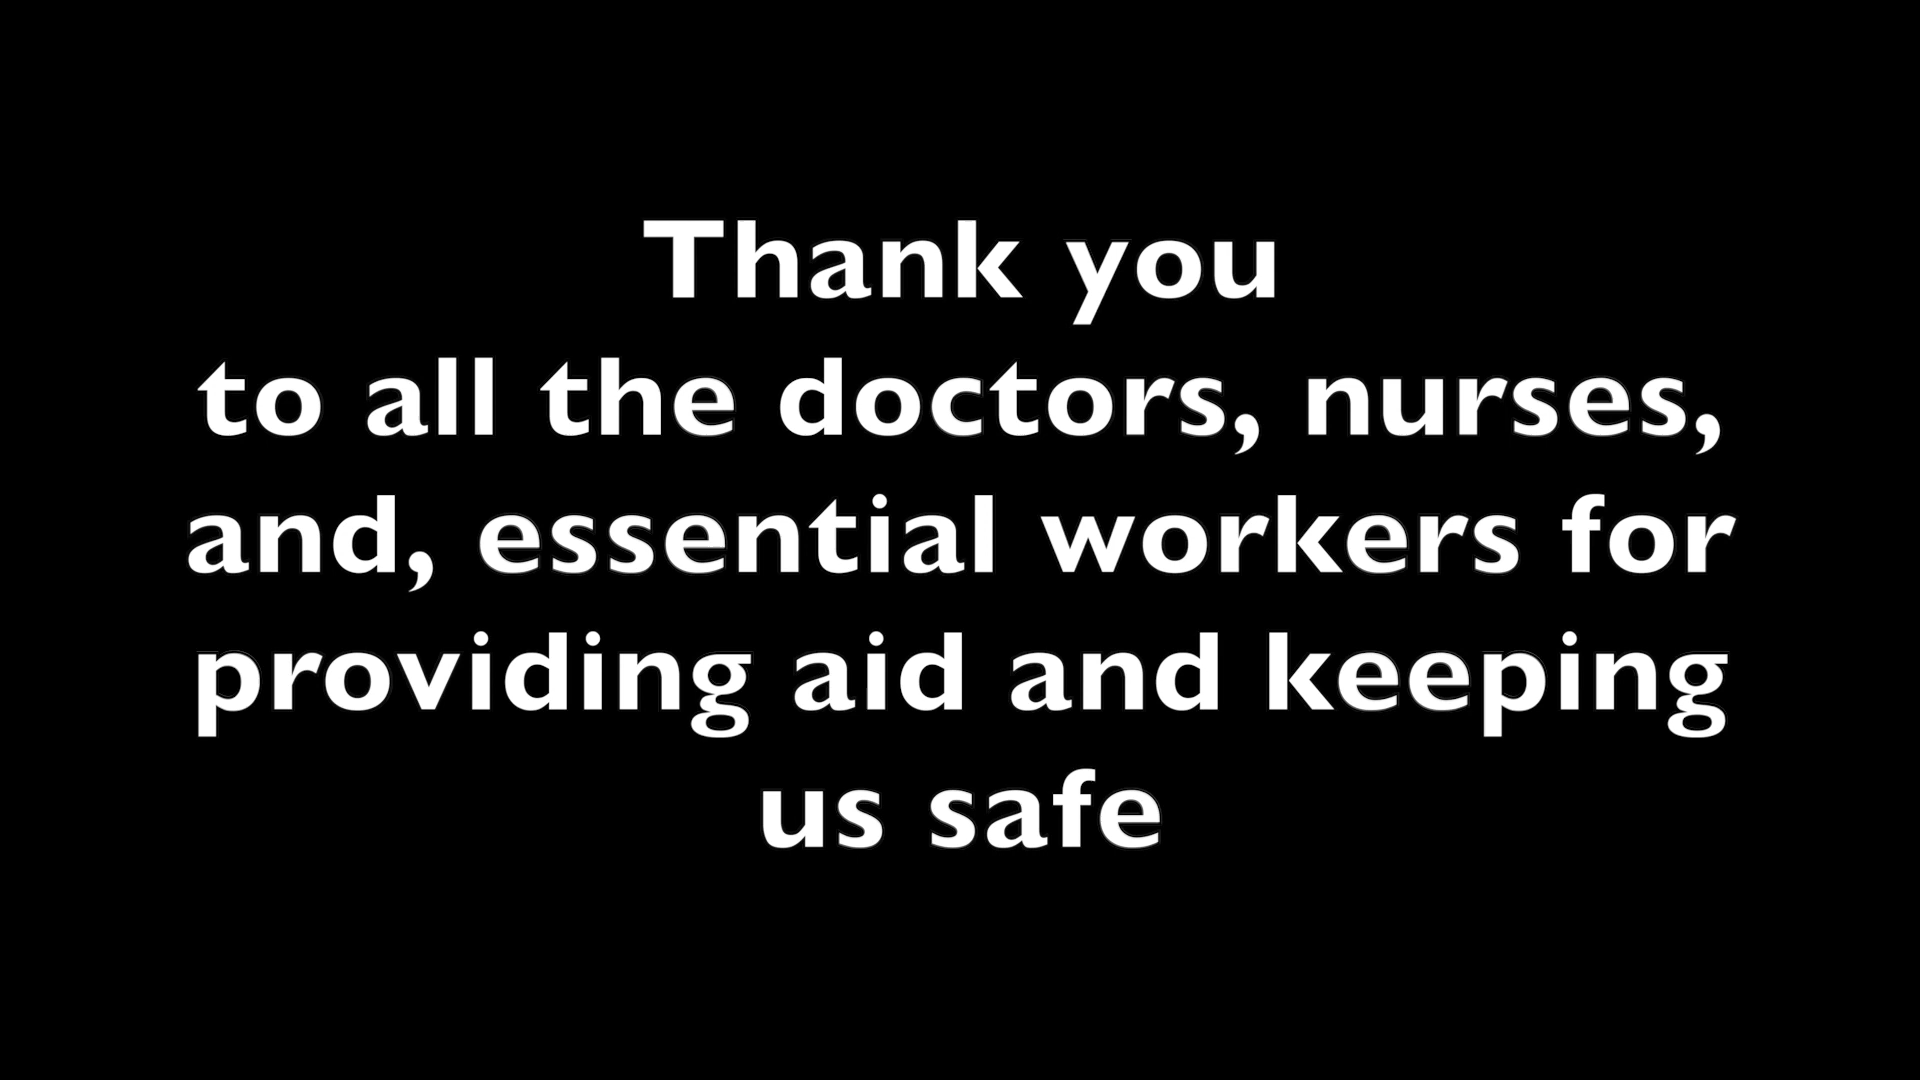 Thank you
to all the doctors, nurses,
and, essential workers for
providing aid and keeping
us safe